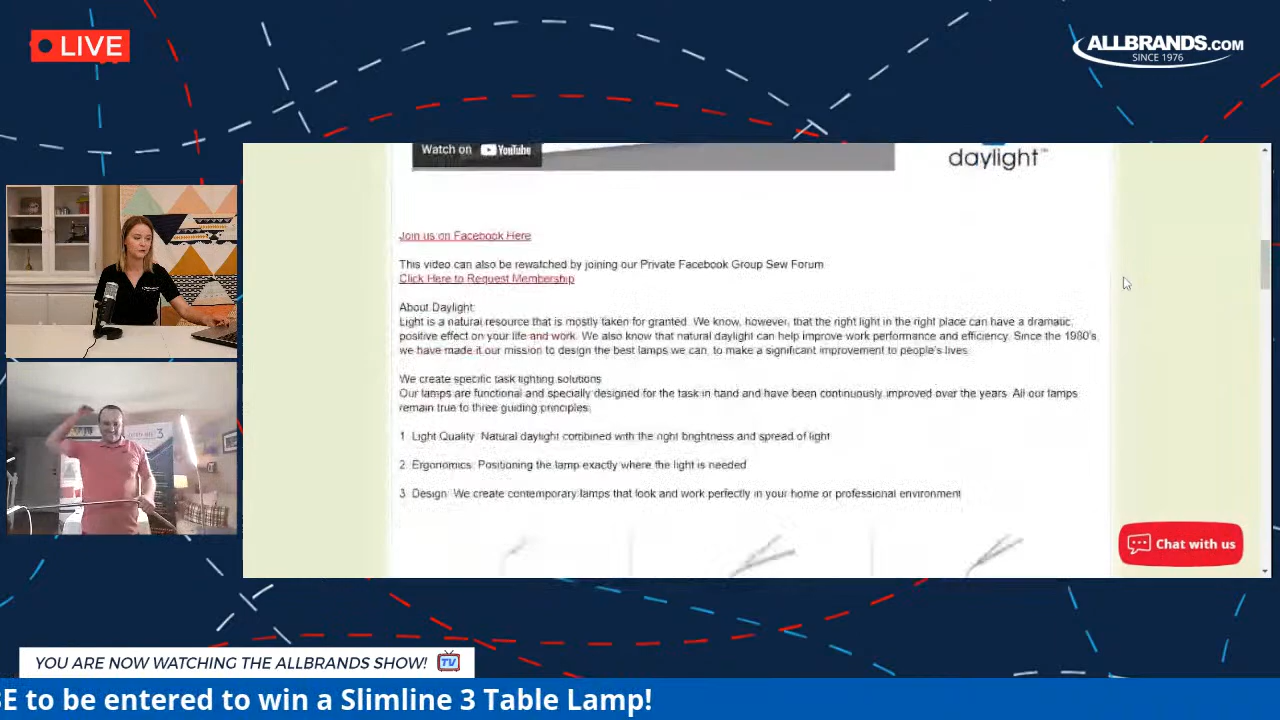 LIVE
ALLBRANDS.COM
SINCE 1976
Watch on YouTube
daylight™
Join us on Facebook Here
This video can also be rewatched by joining our Private Facebook Group Sew Forum
Click Here to Request Membership
About Daylight:
Light is a natural resource that is mostly taken for granted. We know, however, that the right light in the right place can have a dramatic,
positive effect on your life and work. We also know that natural daylight can help improve work performance and efficiency. Since the 1980's,
we have made it our mission to design the best lamps we can, to make a significant improvement to people's lives.
We create specific task lighting solutions
Our lamps are functional and specially designed for the task in hand and have been continuously improved over the years. All our lamps
remain true to three guiding principles:
1. Light Quality: Natural daylight combined with the right brightness and spread of light
2. Ergonomics: Positioning the lamp exactly where the light is needed
3. Design: We create contemporary lamps that look and work perfectly in your home or professional environment
Chat with us
YOU ARE NOW WATCHING THE ALLBRANDS SHOW! TV
E to be entered to win a Slimline 3 Table Lamp!